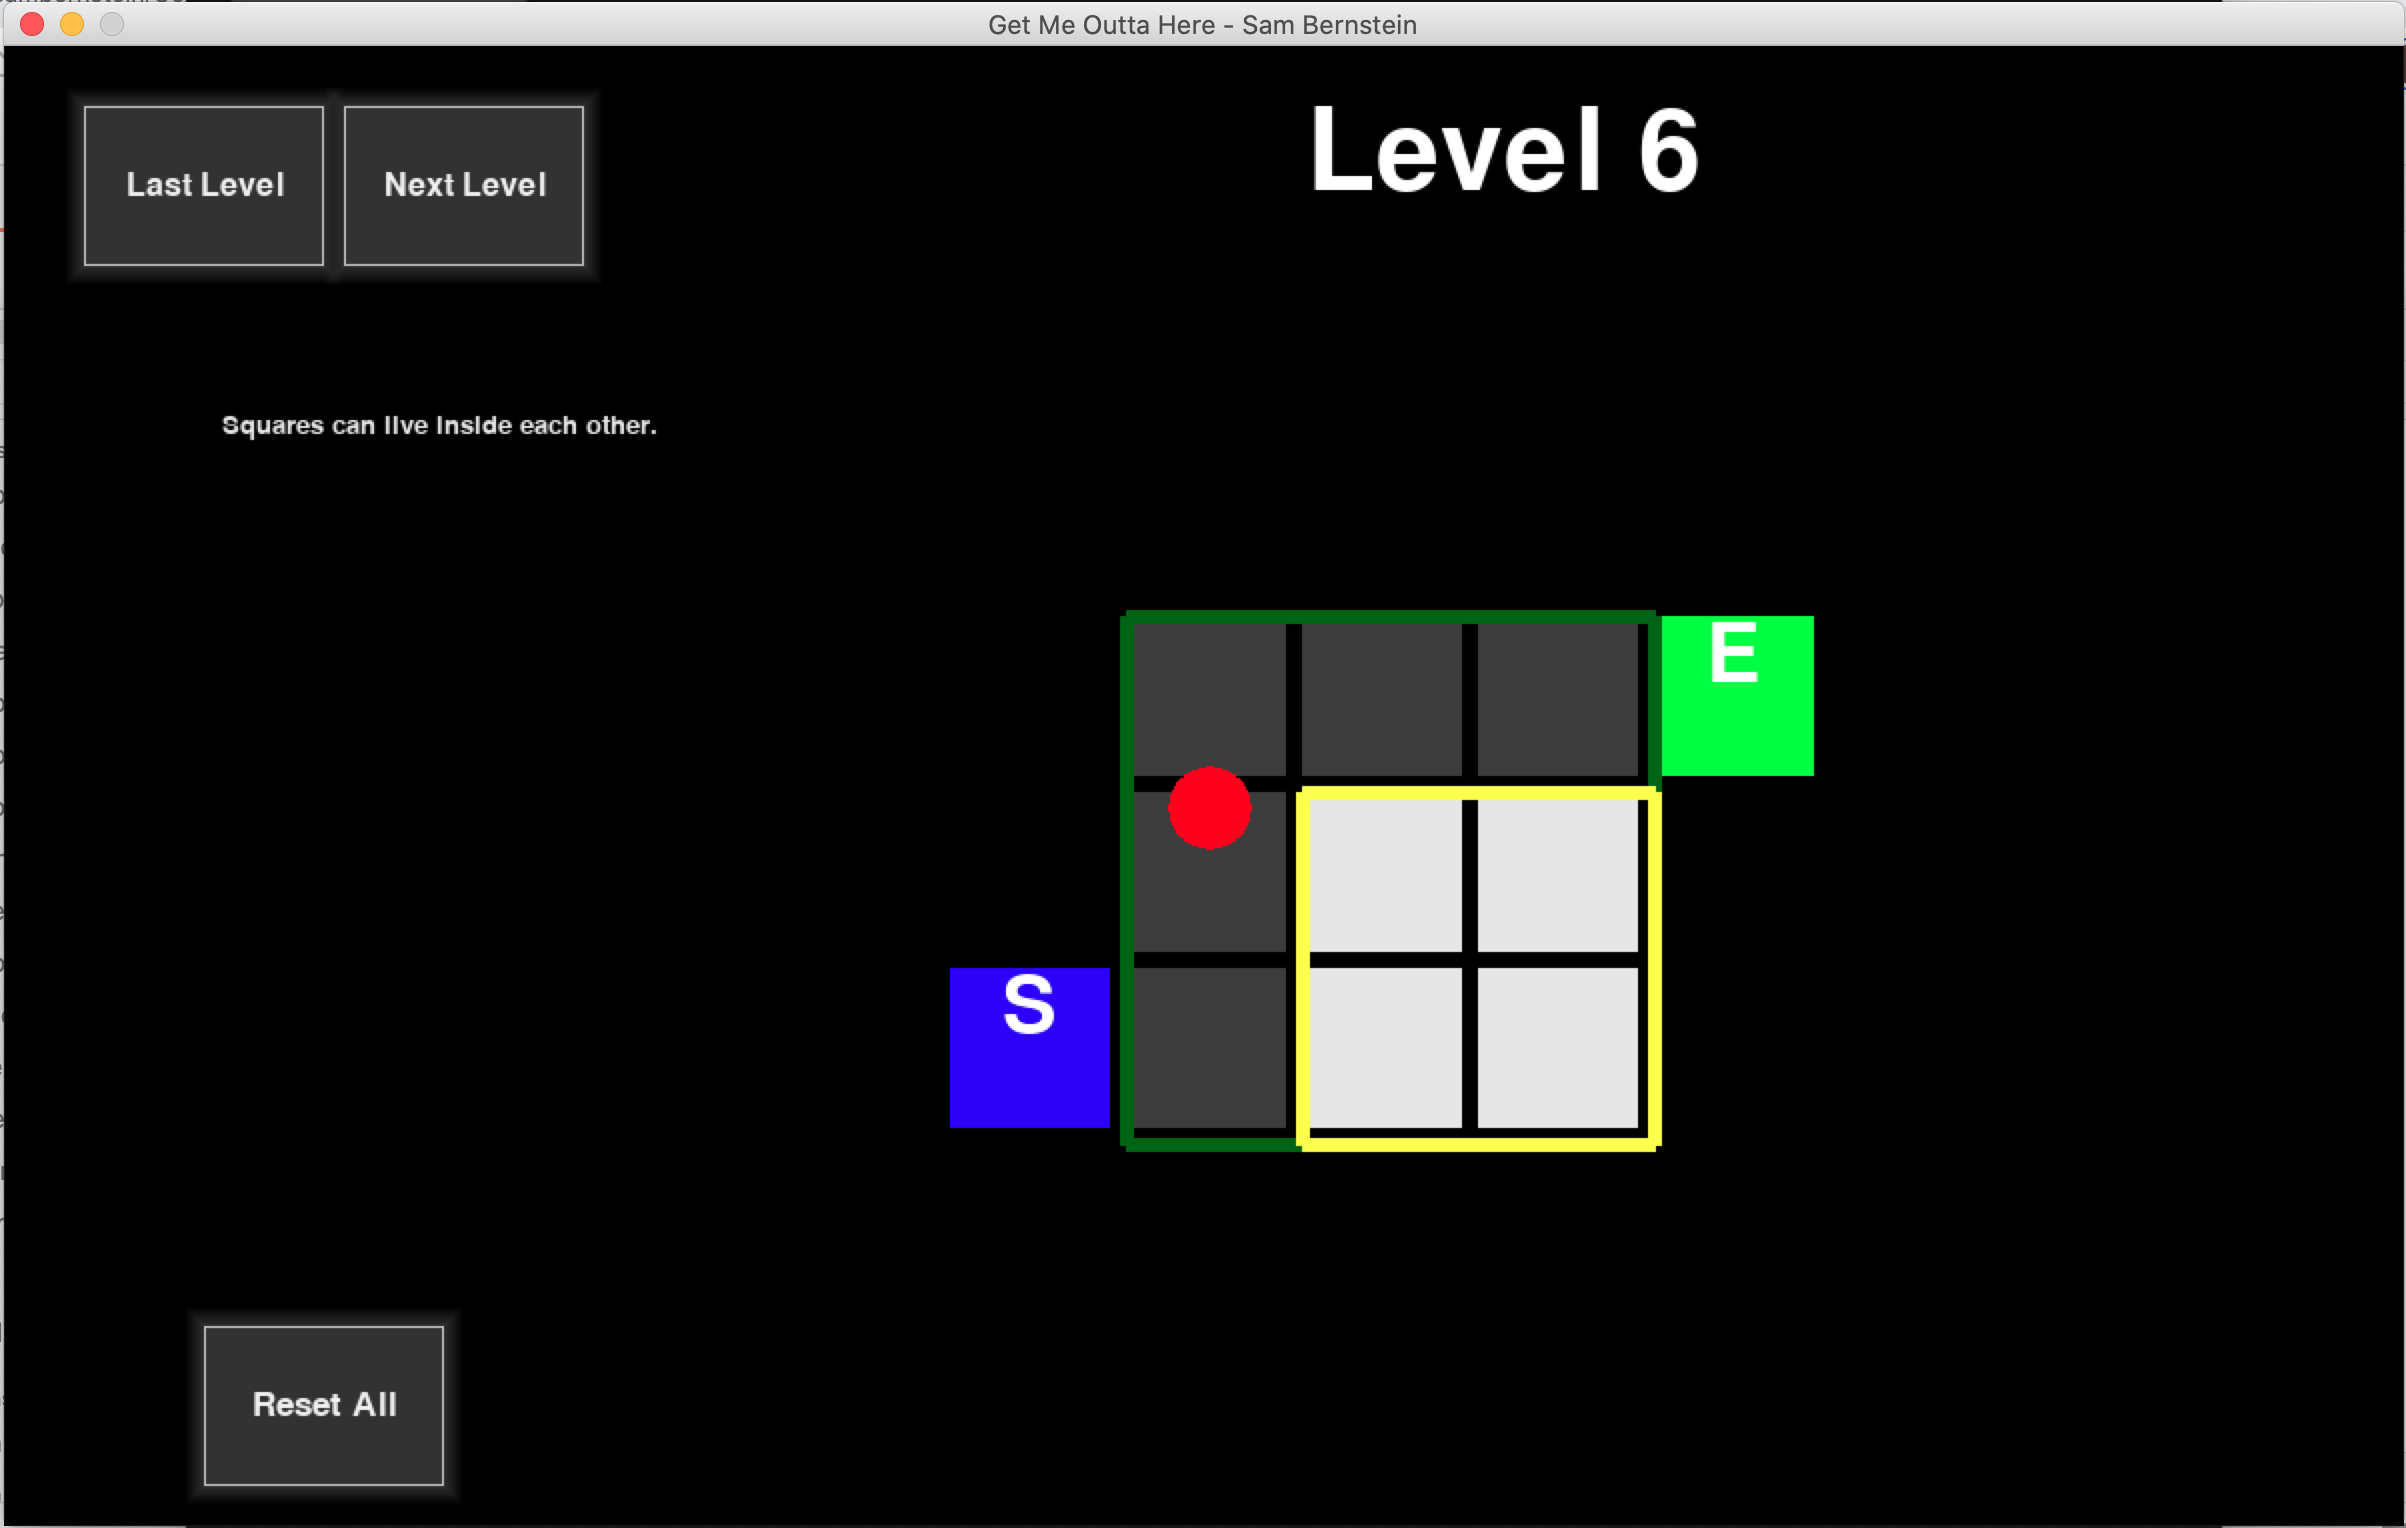 Get Me Outta Here - Sam Bernstein
Last Level
Next Level
Level 6
Squares can live inside each other.
E
S
Reset All